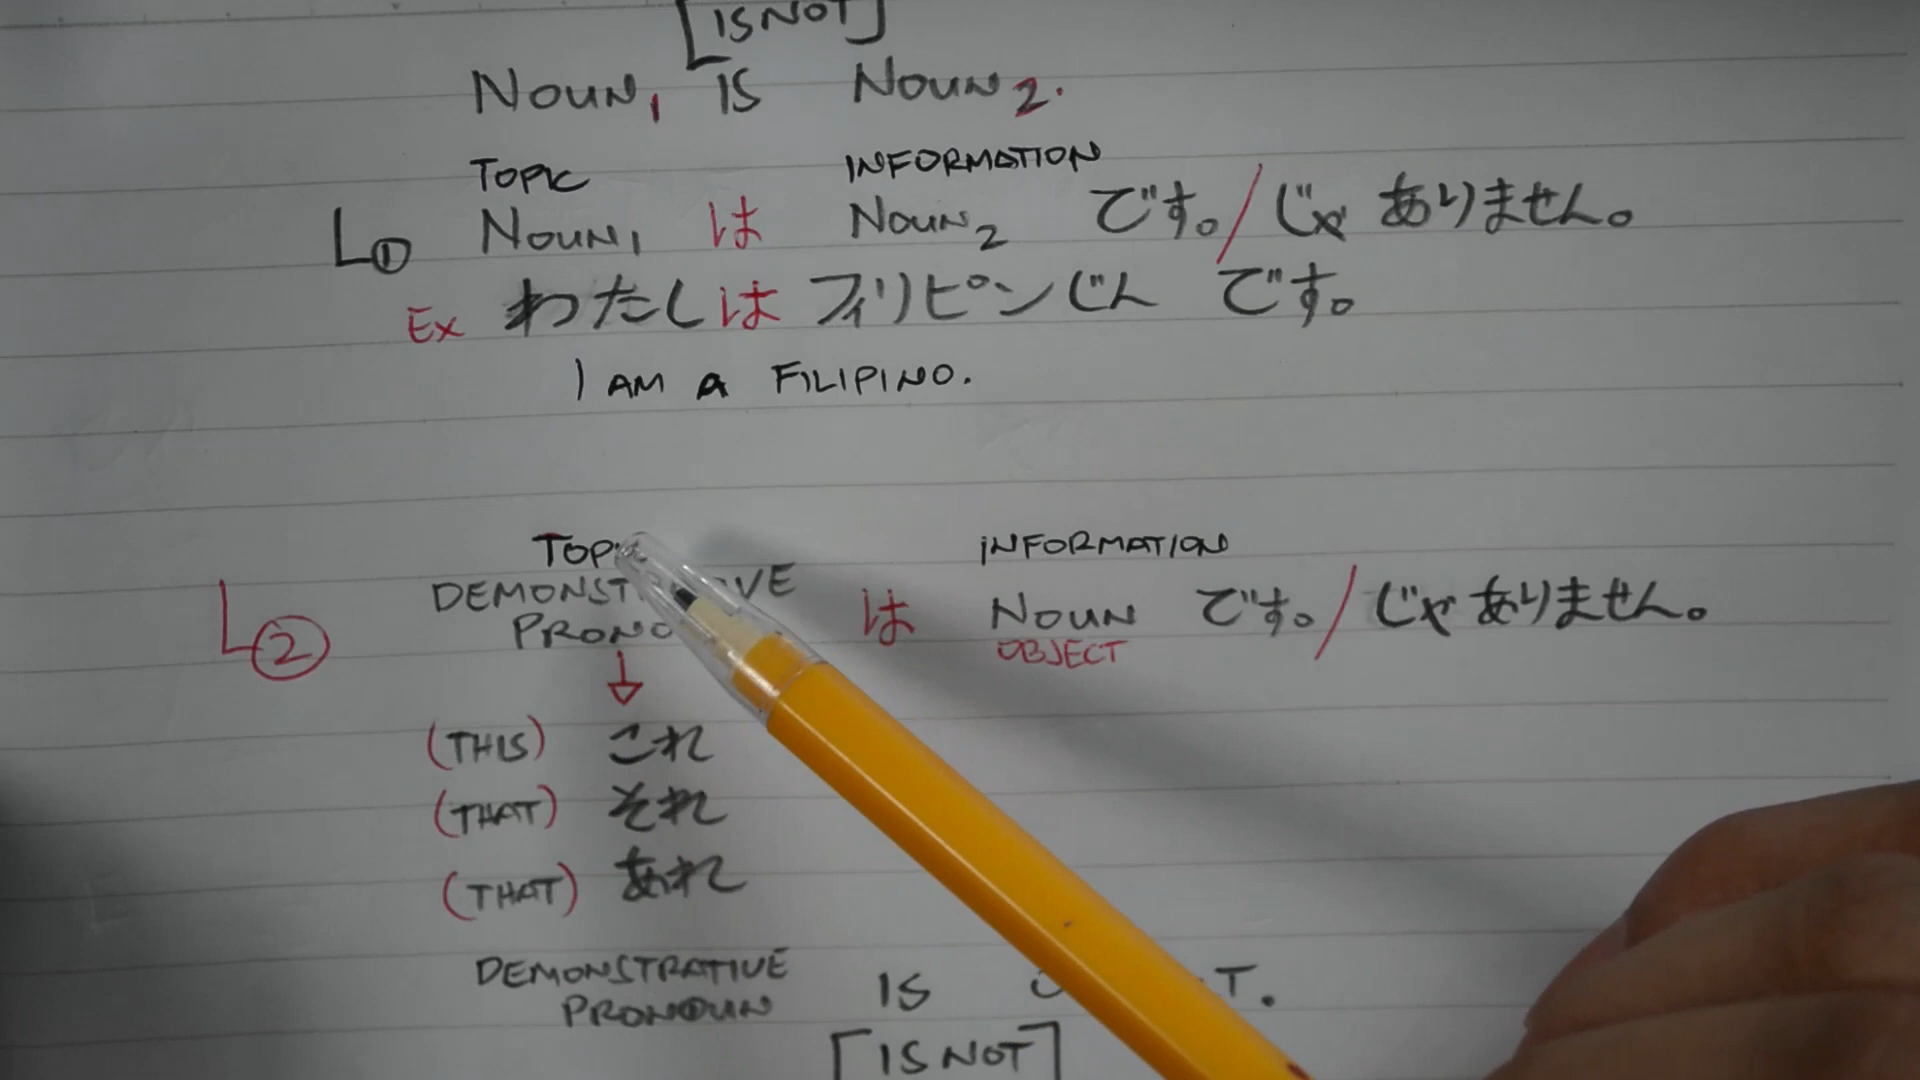 [IS NOT]
NOUN1 IS NOUN2.
TOPIC INFORMATION
L① NOUN1 は NOUN2 です。/じゃ ありません。
Ex わたしは フィリピンじん です。
I AM A FILIPINO.
TOPIC INFORMATION
L② DEMONSTRATIVE PRONOUN は NOUN です。/じゃ ありません。
OBJECT
(THIS) これ
(THAT) それ
(THAT) あれ
DEMONSTRATIVE
PRONOUN IS
[IS NOT]